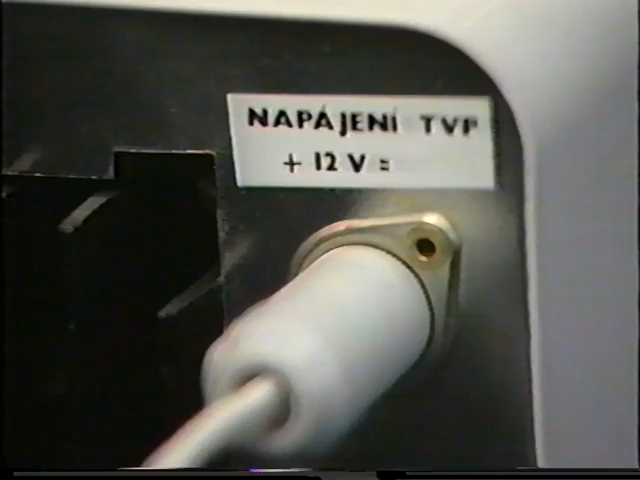 NAPÁJENÍ TVP
+ 12 V =